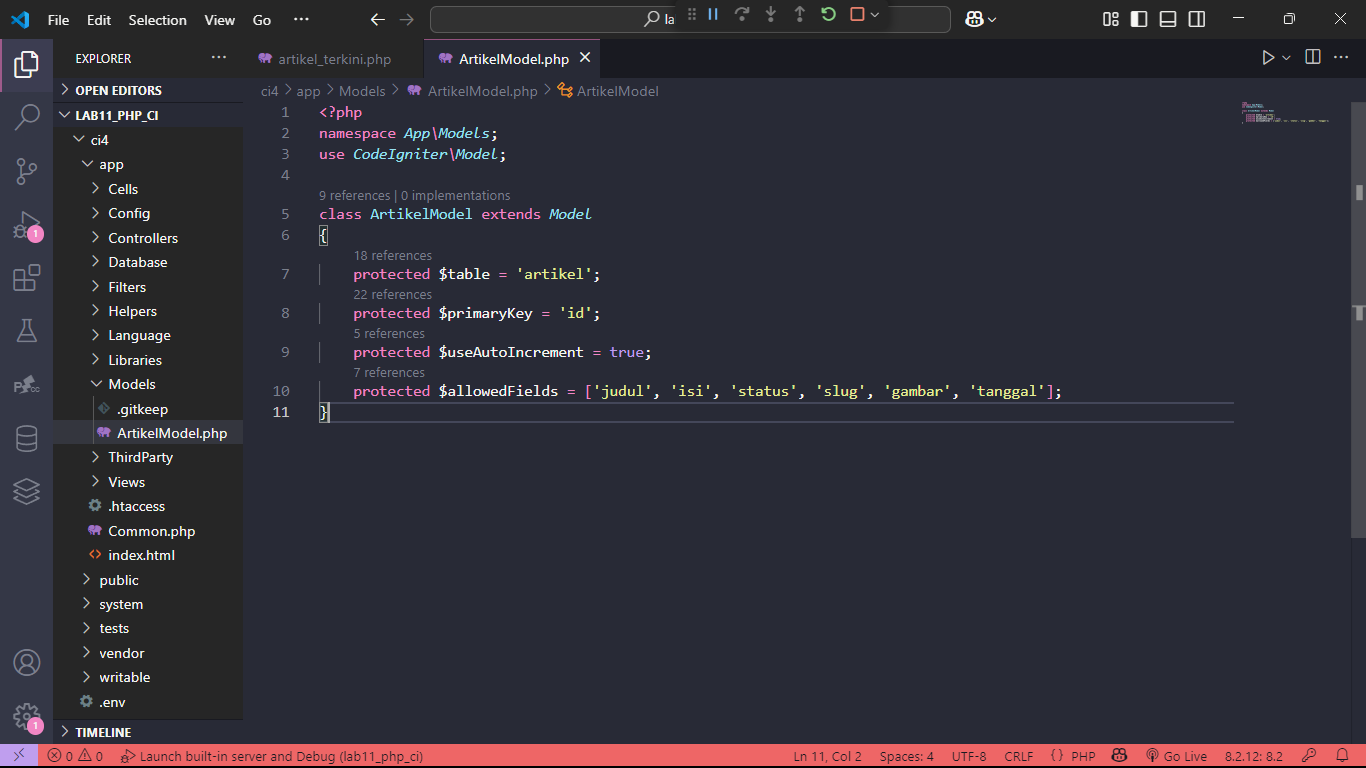 File Edit Selection View Go ···
la
EXPLORER ···
OPEN EDITORS
LAB11_PHP_CI
ci4
app
Cells
Config
Controllers
Database
Filters
Helpers
Language
Libraries
Models
.gitkeep
ArtikelModel.php
ThirdParty
Views
.htaccess
Common.php
index.html
public
system
tests
vendor
writable
.env
TIMELINE
artikel_terkini.php ArtikelModel.php
ci4 > app > Models > ArtikelModel.php > ArtikelModel
1 <?php
2 namespace App\Models;
3 use CodeIgniter\Model;
4
9 references | 0 implementations
5 class ArtikelModel extends Model
6 {
18 references
7 protected $table = 'artikel';
22 references
8 protected $primaryKey = 'id';
5 references
9 protected $useAutoIncrement = true;
7 references
10 protected $allowedFields = ['judul', 'isi', 'status', 'slug', 'gambar', 'tanggal'];
11 }
1
1
0 0 Launch built-in server and Debug (lab11_php_ci) Ln 11, Col 2 Spaces: 4 UTF-8 CRLF {} PHP Go Live 8.2.12: 8.2